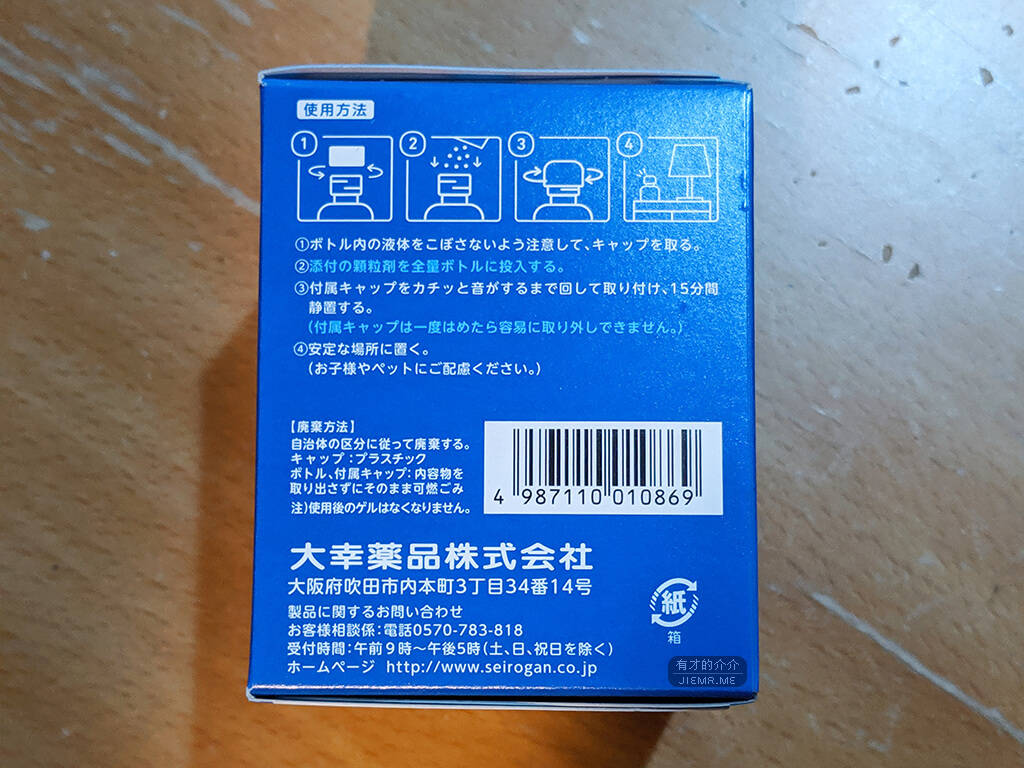 使用方法
1 2 3 4
①ボトル内の液体をこぼさないよう注意して、キャップを取る。
②添付の顆粒剤を全量ボトルに投入する。
③付属キャップをカチッと音がするまで回して取り付け、15分間
静置する。
(付属キャップは一度はめたら容易に取り外しできません。)
④安定な場所に置く。
(お子様やペットにご配慮ください。)
【廃棄方法】
自治体の区分に従って廃棄する。
キャップ:プラスチック
ボトル、付属キャップ:内容物を
取り出さずにそのまま可燃ごみ
注)使用後のゲルはなくなりません。
4 987110 010869
大幸薬品株式会社
大阪府吹田市内本町3丁目34番14号
製品に関するお問い合わせ
お客様相談係:電話0570-783-818
受付時間:午前9時~午後5時(土、日、祝日を除く)
ホームページ http://www.seirogan.co.jp
紙
箱
有才的介介
JIEMR.ME